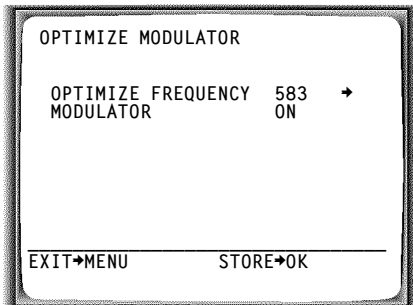 OPTIMIZE MODULATOR
OPTIMIZE FREQUENCY 583 →
MODULATOR ON
EXIT→MENU STORE→OK